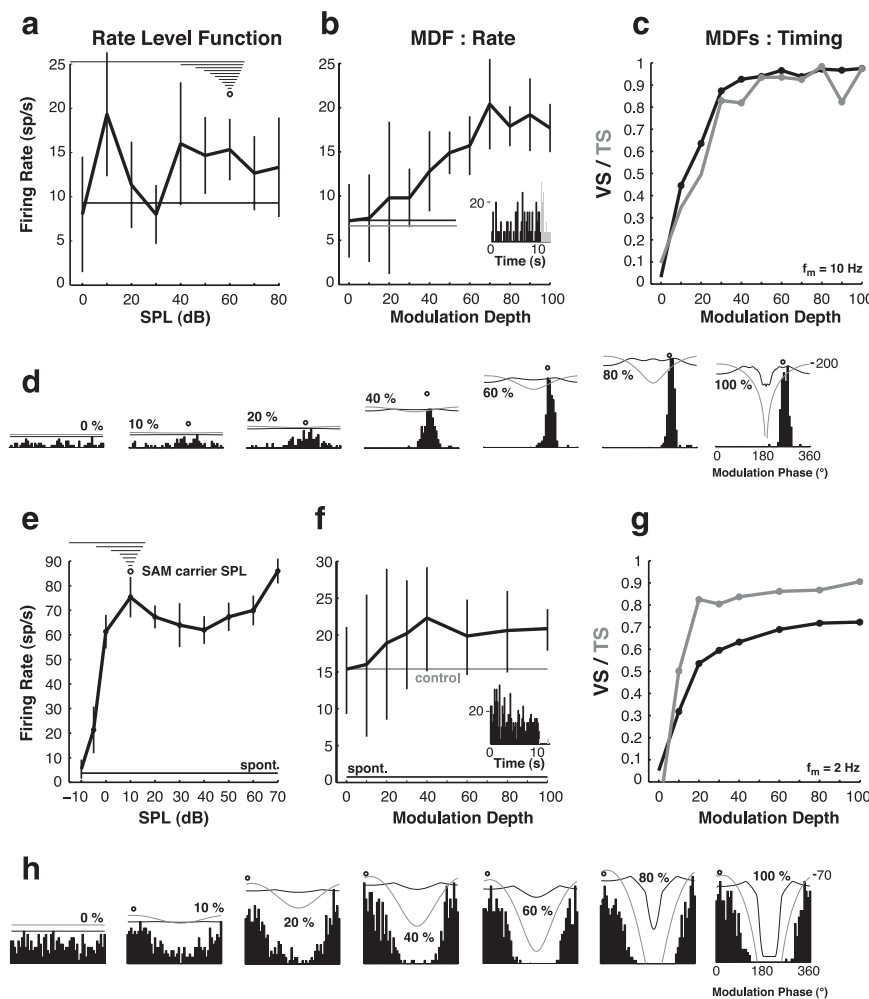 a Rate Level Function
b MDF : Rate
c MDFs : Timing
Firing Rate (sp/s)
25
20
15
10
5
0
0 20 40 60 80
SPL (dB)
25
20
15
10
5
0
20
0 10
Time (s)
0 20 40 60 80 100
Modulation Depth
VS / TS
1
0.9
0.8
0.7
0.6
0.5
0.4
0.3
0.2
0.1
0
f_m = 10 Hz
0 20 40 60 80 100
Modulation Depth
d
0 %
10 %
20 %
40 %
60 %
80 %
100 %
-200
0 180 360
Modulation Phase (°)
e
Firing Rate (sp/s)
90
80
70
60
50
40
30
20
10
0
SAM carrier SPL
spont.
-10 0 10 20 30 40 50 60 70
SPL (dB)
f
30
25
20
15
10
5
0
control
20
0 10
Time (s)
spont.
0 20 40 60 80 100
Modulation Depth
g
VS / TS
1
0.9
0.8
0.7
0.6
0.5
0.4
0.3
0.2
0.1
0
f_m = 2 Hz
0 20 40 60 80 100
Modulation Depth
h
0 %
10 %
20 %
40 %
60 %
80 %
100 %
-70
0 180 360
Modulation Phase (°)